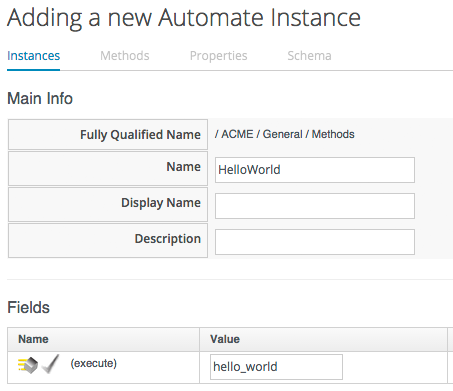 Adding a new Automate Instance
Instances Methods Properties Schema
Main Info
Fully Qualified Name / ACME / General / Methods
Name HelloWorld
Display Name
Description
Fields
Name Value
(execute) hello_world